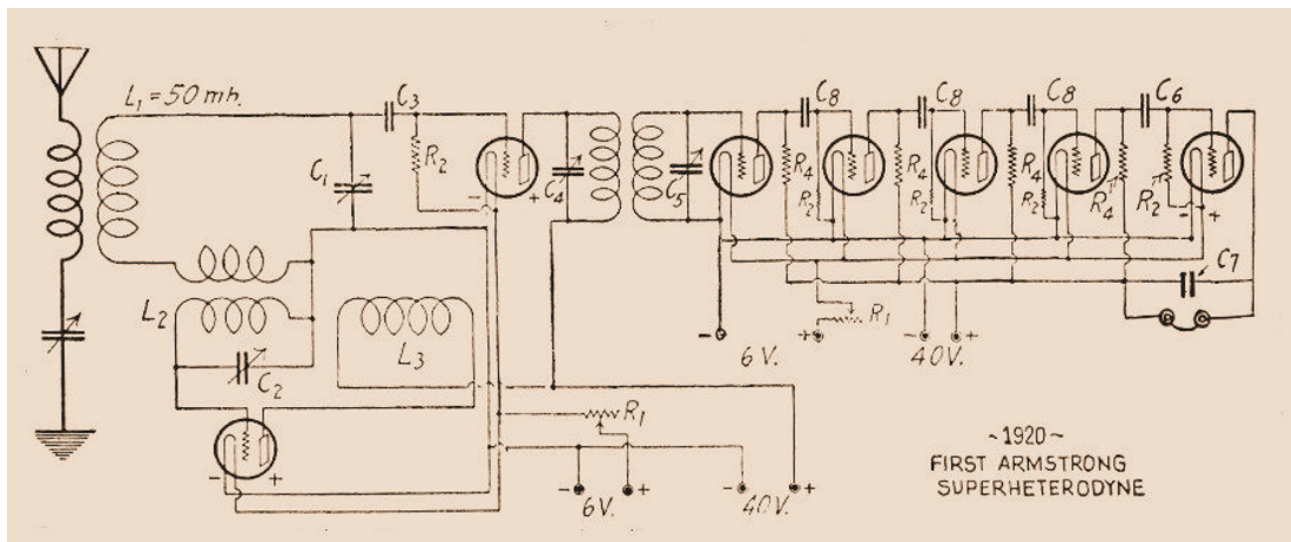 L₁ = 50 mh.
C₃
C₈
C₈
C₈
C₆
R₂
C₁
- +
C₄
C₅
R₄
R₂
R₄
R₂
R₄
R₂
R₄
R₂
- +
C₇
L₂
L₃
C₂
- 6 V. +
R₁
- 40V. +
R₁
- +
- 6V. +
- 40V. +
~1920~
FIRST ARMSTRONG
SUPERHETERODYNE